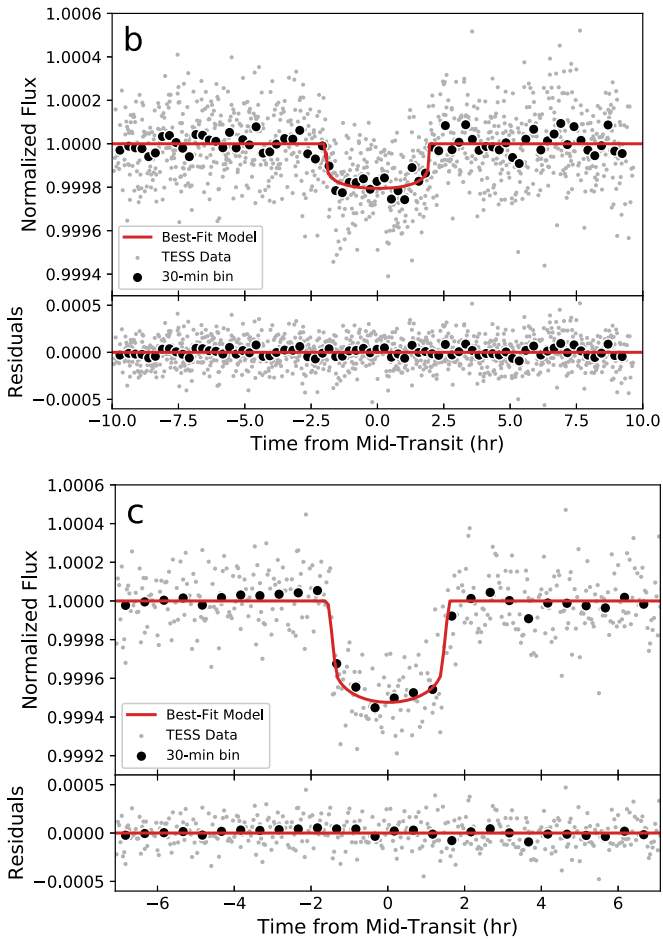 b
1.0006
1.0004
1.0002
1.0000
0.9998
0.9996
0.9994
Normalized Flux
Best-Fit Model
TESS Data
30-min bin
0.0005
0.0000
−0.0005
Residuals
−10.0 −7.5 −5.0 −2.5 0.0 2.5 5.0 7.5 10.0
Time from Mid-Transit (hr)
c
1.0006
1.0004
1.0002
1.0000
0.9998
0.9996
0.9994
0.9992
Normalized Flux
Best-Fit Model
TESS Data
30-min bin
0.0005
0.0000
−0.0005
Residuals
−6 −4 −2 0 2 4 6
Time from Mid-Transit (hr)